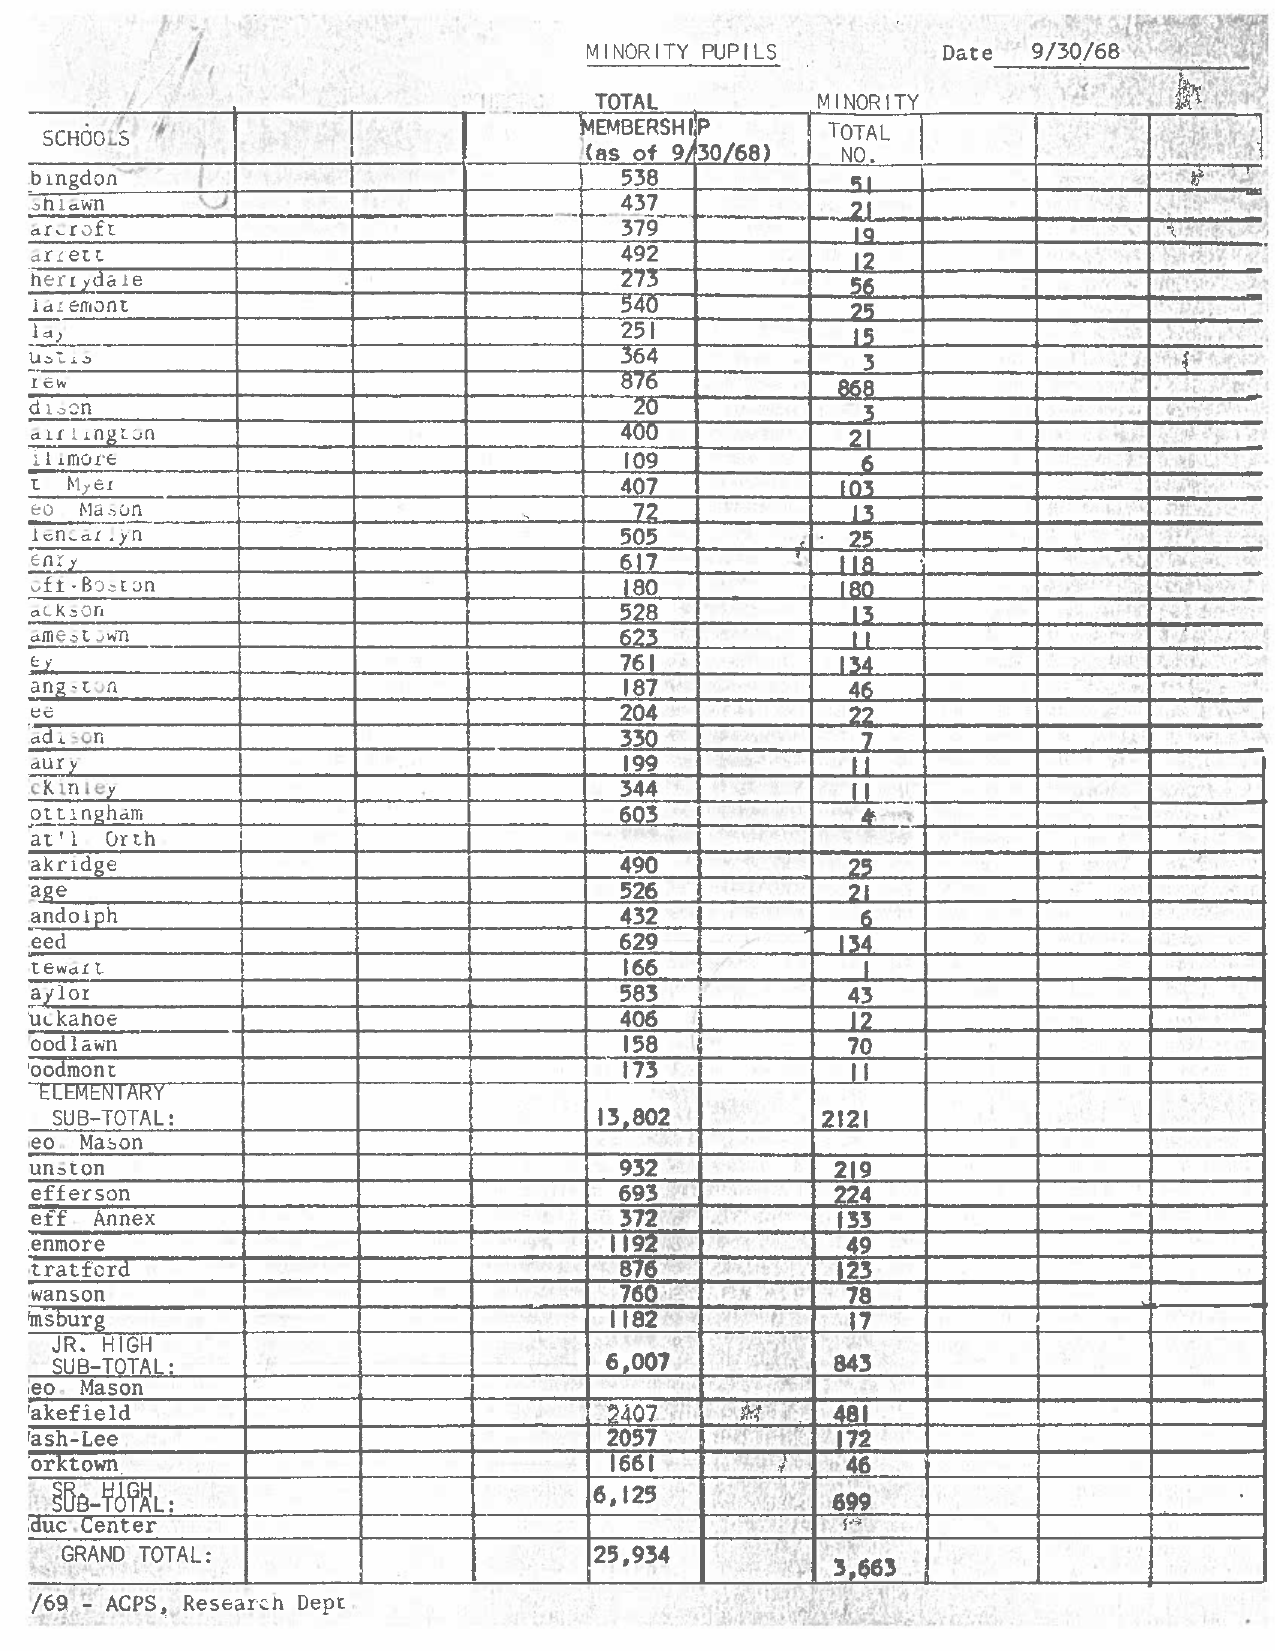 MINORITY PUPILS Date 9/30/68
TOTAL MINORITY
SCHOOLS MEMBERSHIP TOTAL
(as of 9/30/68) NO.
bingdon 538 51
shlawn 437 21
arcroft 379 19
arrett 492 12
herrydale 273 56
laremont 540 25
lay 251 15
ustis 364 3
rew 876 868
dison 20 3
airlington 400 21
illmore 109 6
t Myer 407 103
eo Mason 72 13
lencarlyn 505 25
enry 617 118
off-Boston 180 180
ackson 528 13
amestown 623 11
ey 761 134
angston 187 46
ee 204 22
adison 330 7
aury 199 11
cKinley 344 11
ottingham 603 4
at'l Orth
akridge 490 25
age 526 21
andolph 432 6
eed 629 134
tewart 166 1
aylor 583 43
uckahoe 406 12
oodlawn 158 70
oodmont 173 11
ELEMENTARY
SUB-TOTAL: 13,802 2121
eo. Mason
unston 932 219
efferson 693 224
eff Annex 372 133
enmore 1192 49
tratford 876 123
wanson 760 78
msburg 1182 17
JR. HIGH
SUB-TOTAL: 6,007 843
eo. Mason
akefield 2407 481
ash-Lee 2057 172
orktown 1661 46
SR. HIGH
SUB-TOTAL: 6,125 699
duc.Center
GRAND TOTAL: 25,934 3,663
/69 - ACPS, Research Dept